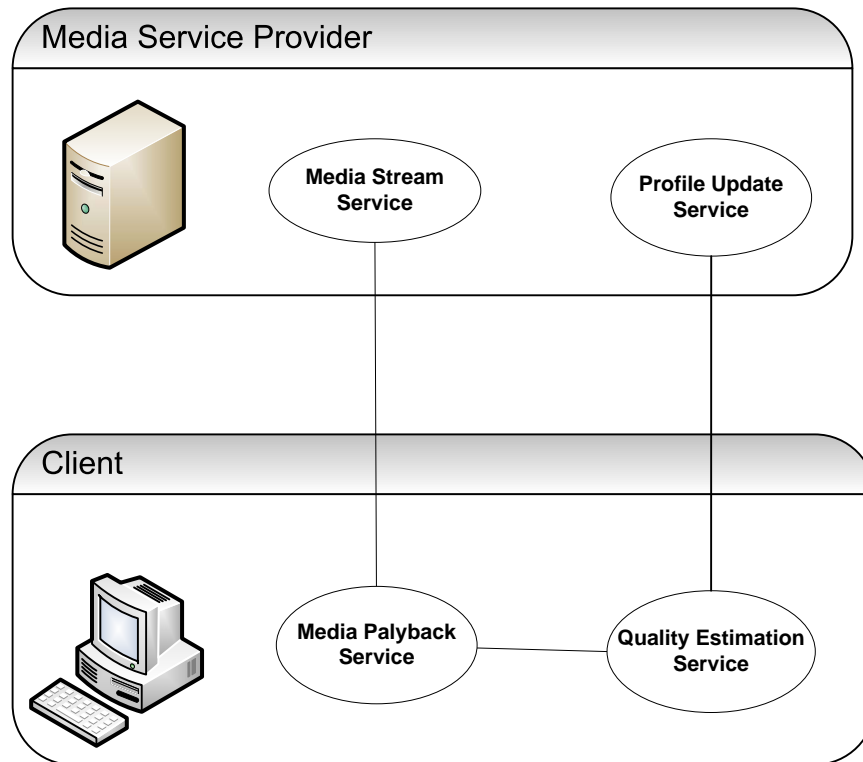 Media Service Provider
Media Stream
Service
Profile Update
Service
Client
Media Palyback
Service
Quality Estimation
Service